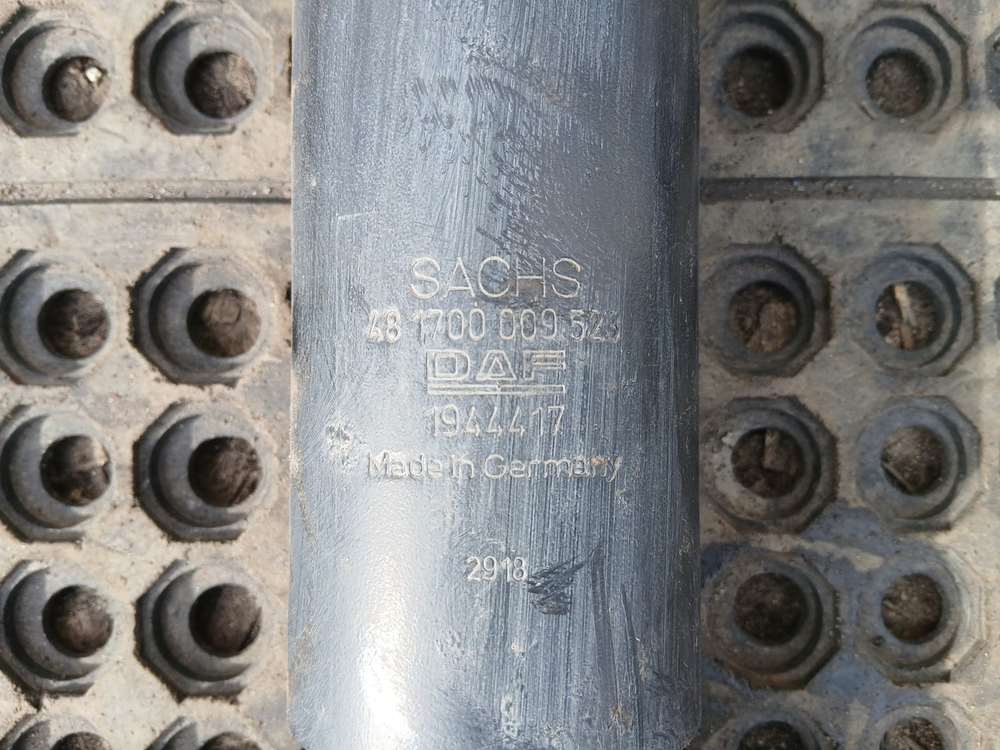 SACHS
48 1700 009 523
DAF
1944417
Made in Germany
2918